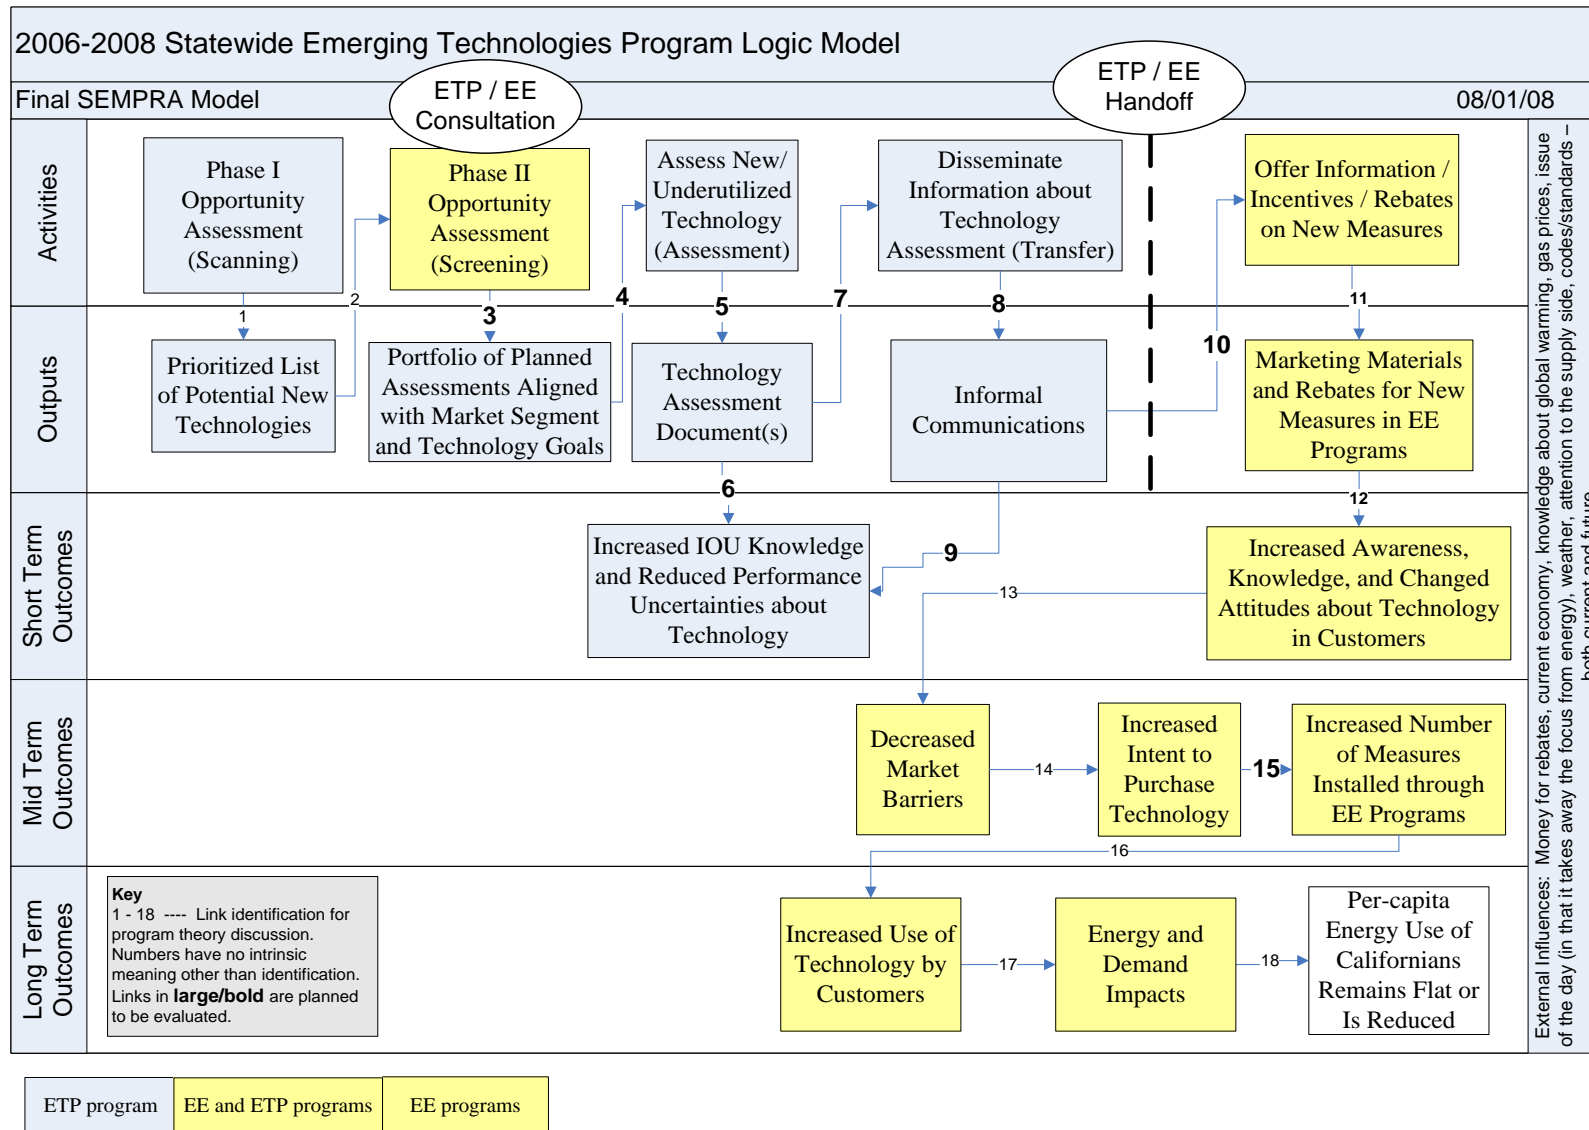 2006-2008 Statewide Emerging Technologies Program Logic Model
Final SEMPRA Model
ETP / EE
Consultation
ETP / EE
Handoff
08/01/08
Activities
Phase I
Opportunity
Assessment
(Scanning)
Phase II
Opportunity
Assessment
(Screening)
Assess New/
Underutilized
Technology
(Assessment)
Disseminate
Information about
Technology
Assessment (Transfer)
Offer Information /
Incentives / Rebates
on New Measures
1
2
3
4
5
7
8
10
11
Outputs
Prioritized List
of Potential New
Technologies
Portfolio of Planned
Assessments Aligned
with Market Segment
and Technology Goals
Technology
Assessment
Document(s)
Informal
Communications
Marketing Materials
and Rebates for New
Measures in EE
Programs
6
12
Short Term
Outcomes
Increased IOU Knowledge
and Reduced Performance
Uncertainties about
Technology
9
13
Increased Awareness,
Knowledge, and Changed
Attitudes about Technology
in Customers
Mid Term
Outcomes
Decreased
Market
Barriers
14
Increased
Intent to
Purchase
Technology
15
Increased Number
of Measures
Installed through
EE Programs
16
Long Term
Outcomes
Key
1 - 18 ---- Link identification for
program theory discussion.
Numbers have no intrinsic
meaning other than identification.
Links in large/bold are planned
to be evaluated.
Increased Use of
Technology by
Customers
17
Energy and
Demand
Impacts
18
Per-capita
Energy Use of
Californians
Remains Flat or
Is Reduced
External Influences: Money for rebates, current economy, knowledge about global warming, gas prices, issue
of the day (in that it takes away the focus from energy), weather, attention to the supply side, codes/standards –
both current and future
ETP program
EE and ETP programs
EE programs